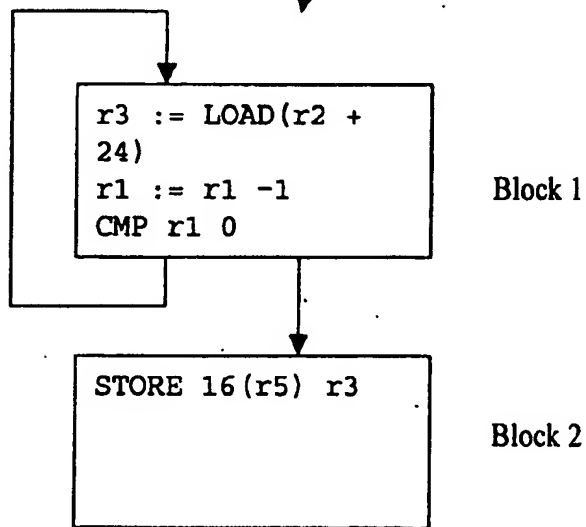 r3 := LOAD(r2 +
24)
r1 := r1 -1
CMP r1 0
Block 1
STORE 16(r5) r3
Block 2